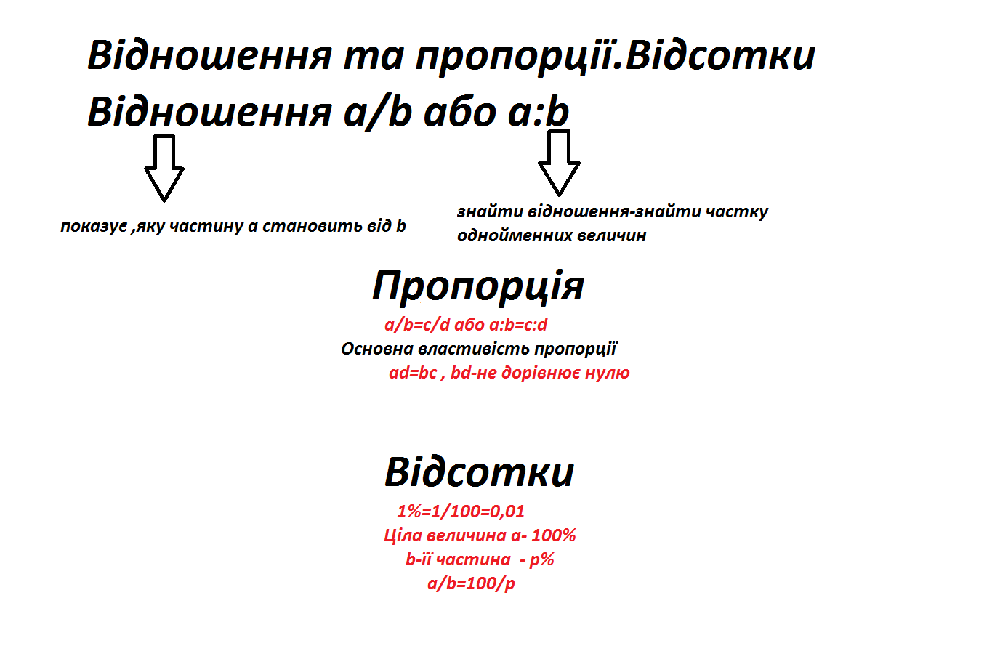 Відношення та пропорції.Відсотки
Відношення a/b або a:b
показує ,яку частину а становить від b
знайти відношення-знайти частку
однойменних величин
Пропорція
a/b=c/d або a:b=c:d
Основна властивість пропорції
ad=bc , bd-не дорівнює нулю
Відсотки
1%=1/100=0,01
Ціла величина а- 100%
b-її частина - p%
a/b=100/p